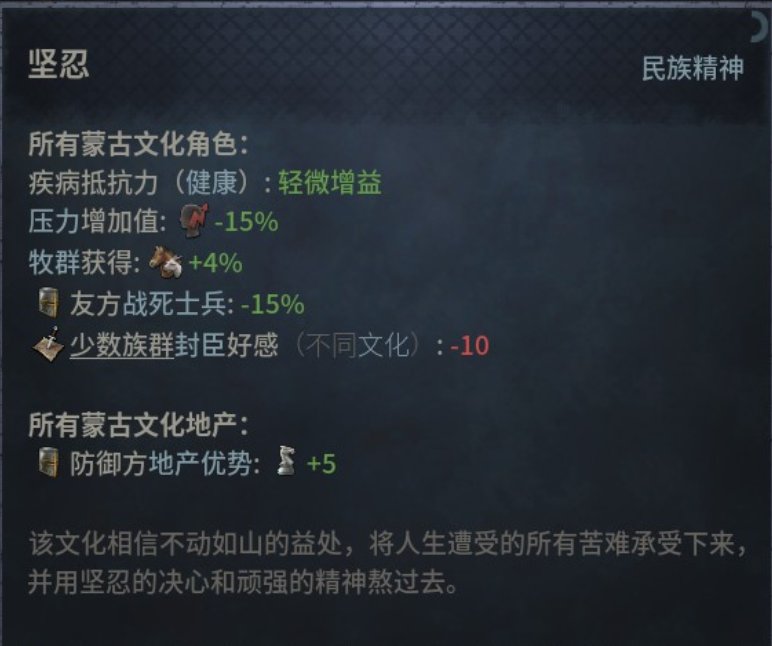 坚忍
民族精神
所有蒙古文化角色：
疾病抵抗力（健康）: 轻微增益
压力增加值: -15%
牧群获得: +4%
友方战死士兵: -15%
少数族群封臣好感（不同文化）: -10
所有蒙古文化地产：
防御方地产优势: +5
该文化相信不动如山的益处，将人生遭受的所有苦难承受下来，
并用坚忍的决心和顽强的精神熬过去。